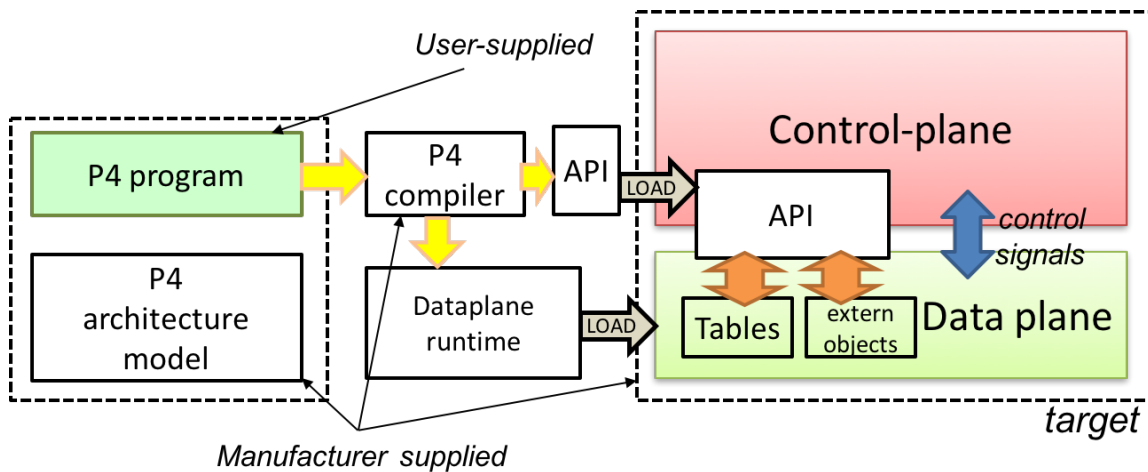 User-supplied
P4 program
P4
compiler
API
LOAD
Control-plane
API
control
signals
P4
architecture
model
Dataplane
runtime
LOAD
Tables
extern
objects
Data plane
target
Manufacturer supplied